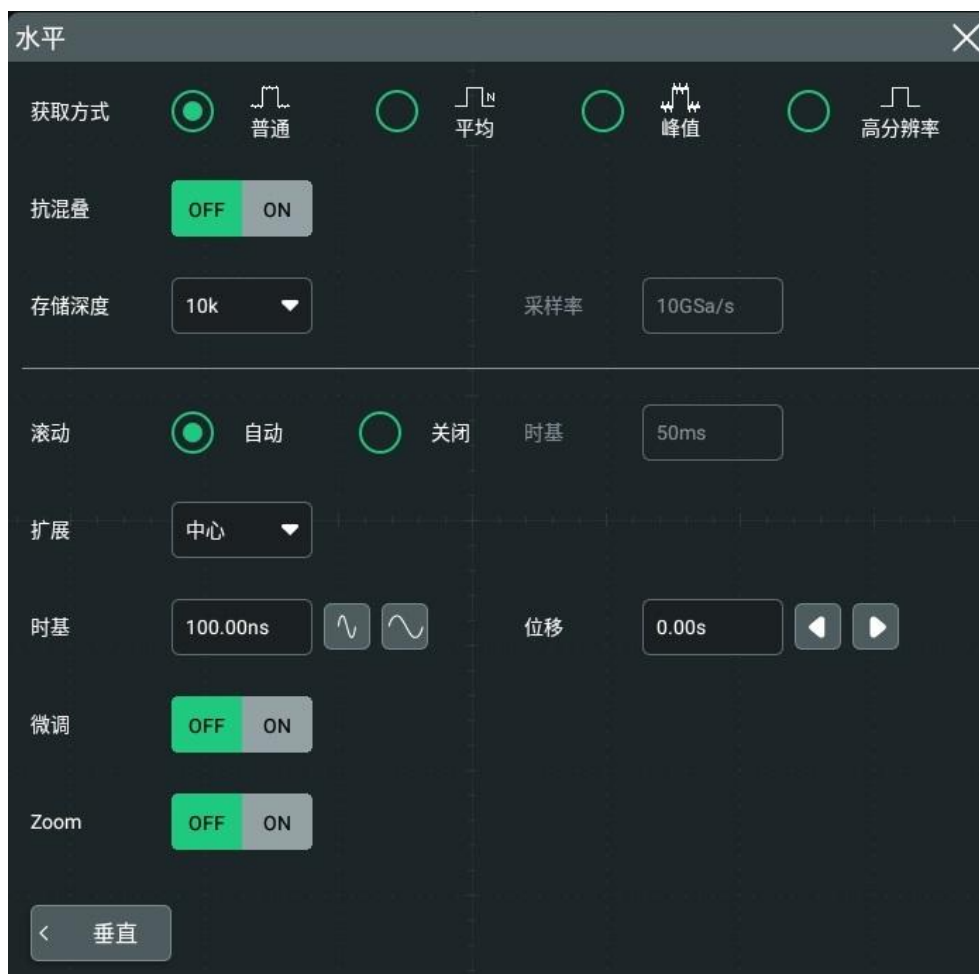 水平
获取方式 普通 平均 N 峰值 高分辨率
抗混叠 OFF ON
存储深度 10k 采样率 10GSa/s
滚动 自动 关闭 时基 50ms
扩展 中心
时基 100.00ns 位移 0.00s
微调 OFF ON
Zoom OFF ON
垂直